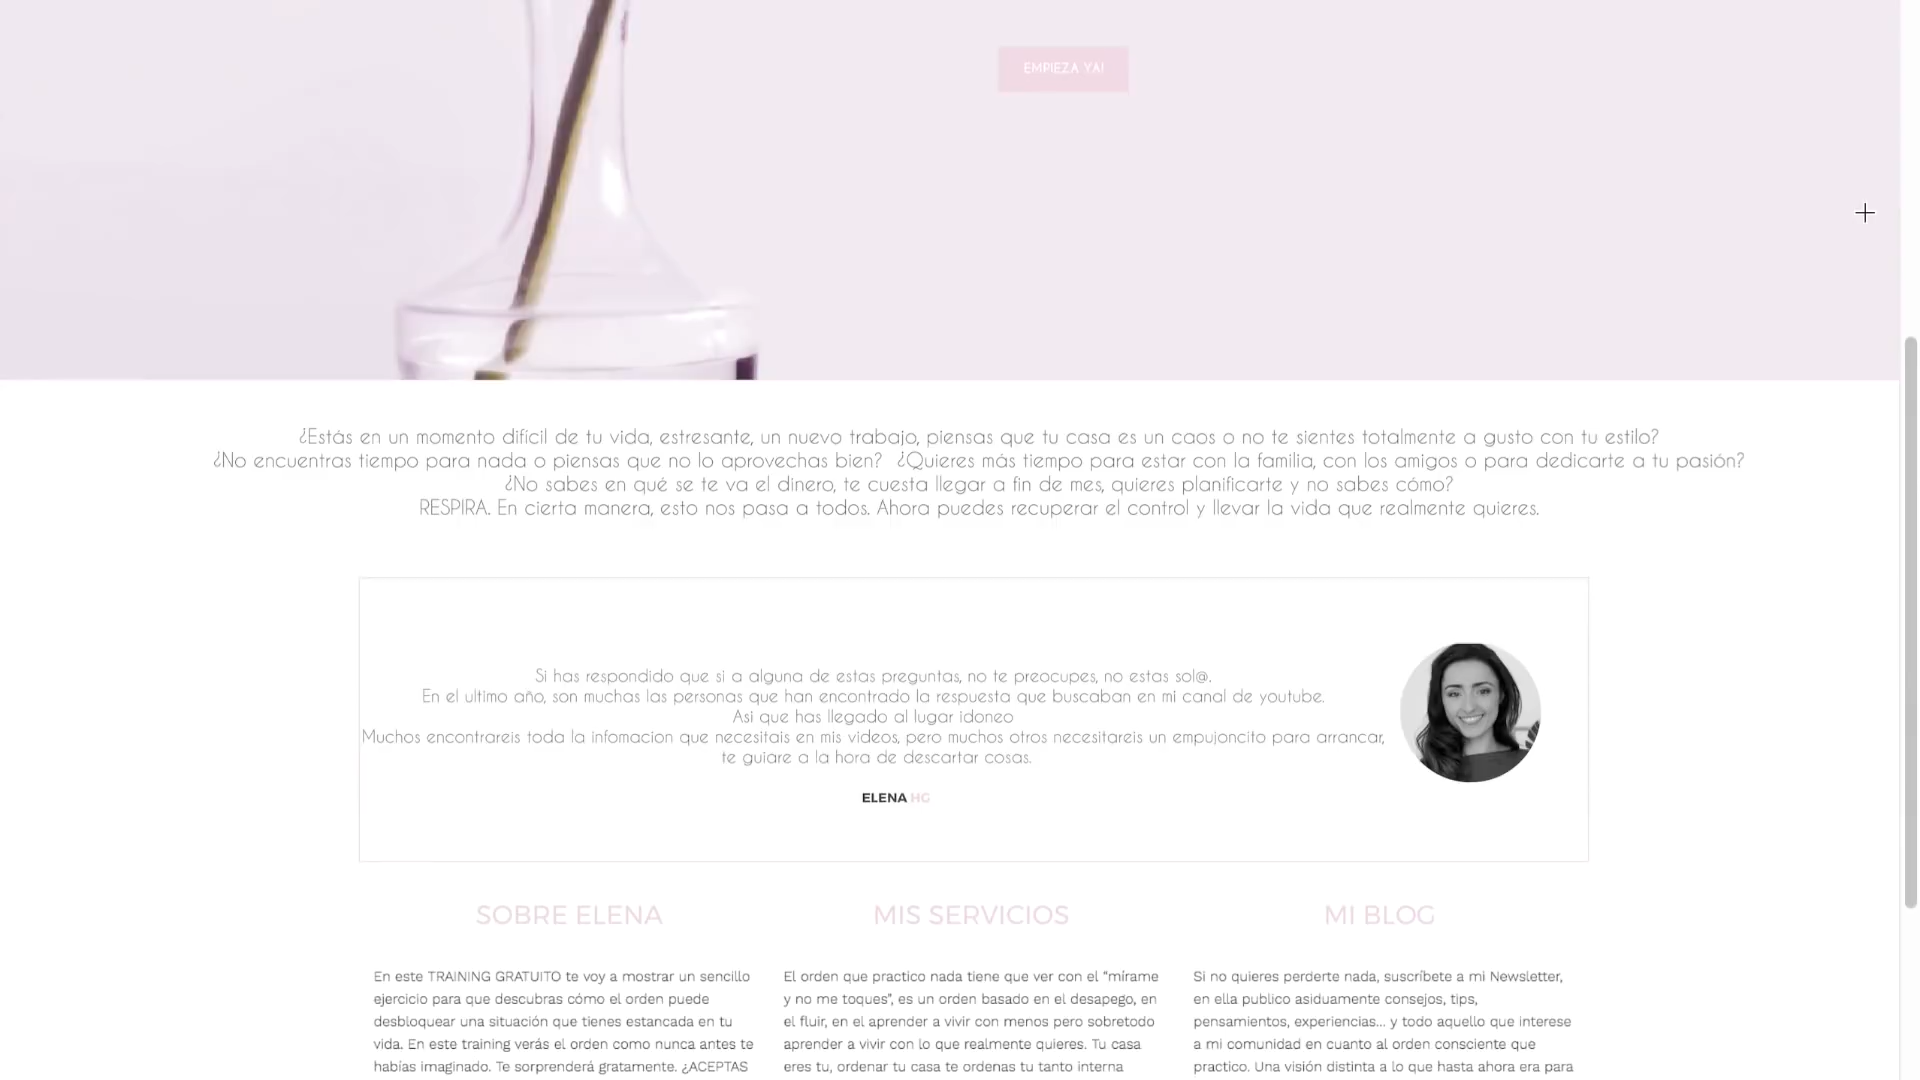 EMPIEZA YA!
¿Estás en un momento difícil de tu vida, estresante, un nuevo trabajo, piensas que tu casa es un caos o no te sientes totalmente a gusto con tu estilo?
¿No encuentras tiempo para nada o piensas que no lo aprovechas bien? ¿Quieres más tiempo para estar con la familia, con los amigos o para dedicarte a tu pasión?
¿No sabes en qué se te va el dinero, te cuesta llegar a fin de mes, quieres planificarte y no sabes cómo?
RESPIRA. En cierta manera, esto nos pasa a todos. Ahora puedes recuperar el control y llevar la vida que realmente quieres.
Si has respondido que si a alguna de estas preguntas, no te preocupes, no estas sol@.
En el ultimo año, son muchas las personas que han encontrado la respuesta que buscaban en mi canal de youtube.
Asi que has llegado al lugar idoneo
Muchos encontrareis toda la infomacion que necesitais en mis videos, pero muchos otros necesitareis un empujoncito para arrancar,
te guiare a la hora de descartar cosas.
ELENA HG
SOBRE ELENA
En este TRAINING GRATUITO te voy a mostrar un sencillo
ejercicio para que descubras cómo el orden puede
desbloquear una situación que tienes estancada en tu
vida. En este training verás el orden como nunca antes te
habías imaginado. Te sorprenderá gratamente. ¿ACEPTAS
MIS SERVICIOS
El orden que practico nada tiene que ver con el "mírame
y no me toques", es un orden basado en el desapego, en
el fluir, en el aprender a vivir con menos pero sobretodo
aprender a vivir con lo que realmente quieres. Tu casa
eres tu, ordenar tu casa te ordenas tu tanto interna
MI BLOG
Si no quieres perderte nada, suscríbete a mi Newsletter,
en ella publico asiduamente consejos, tips,
pensamientos, experiencias... y todo aquello que interese
a mi comunidad en cuanto al orden consciente que
practico. Una visión distinta a lo que hasta ahora era para